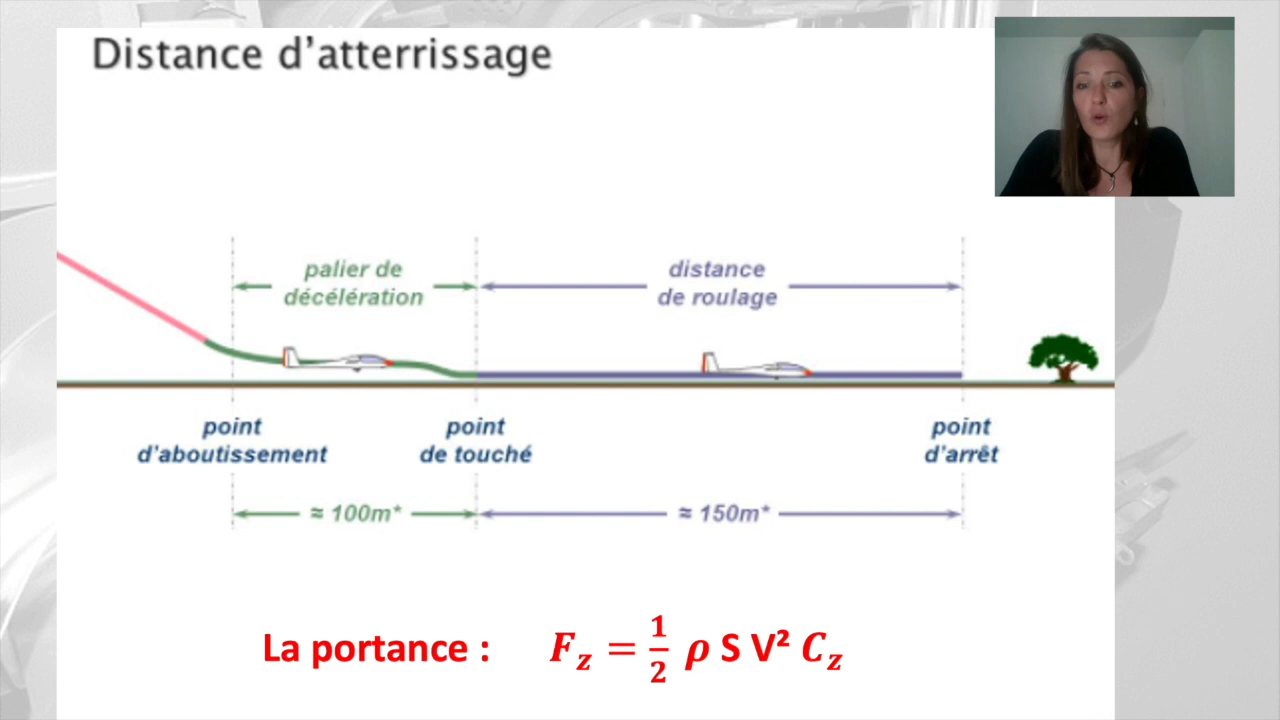 Distance d'atterrissage
palier de
décélération
distance
de roulage
point
d'aboutissement
point
de touché
point
d'arrêt
≈ 100m*
≈ 150m*
La portance : F_z = 1/2 ρ S V² C_z